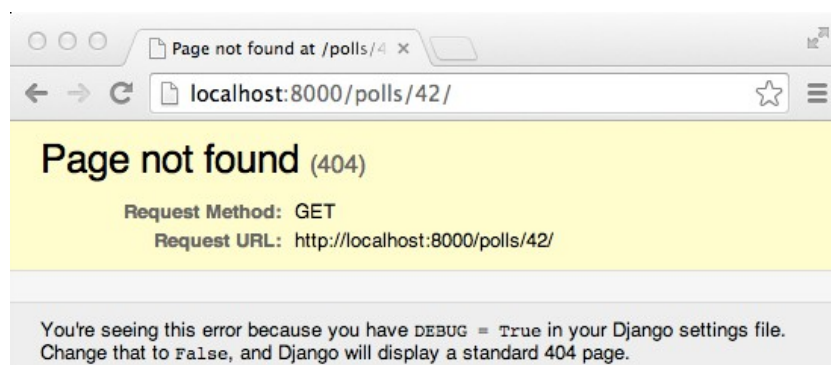 Page not found at /polls/4
localhost:8000/polls/42/
Page not found (404)
Request Method: GET
Request URL: http://localhost:8000/polls/42/
You're seeing this error because you have DEBUG = True in your Django settings file.
Change that to False, and Django will display a standard 404 page.